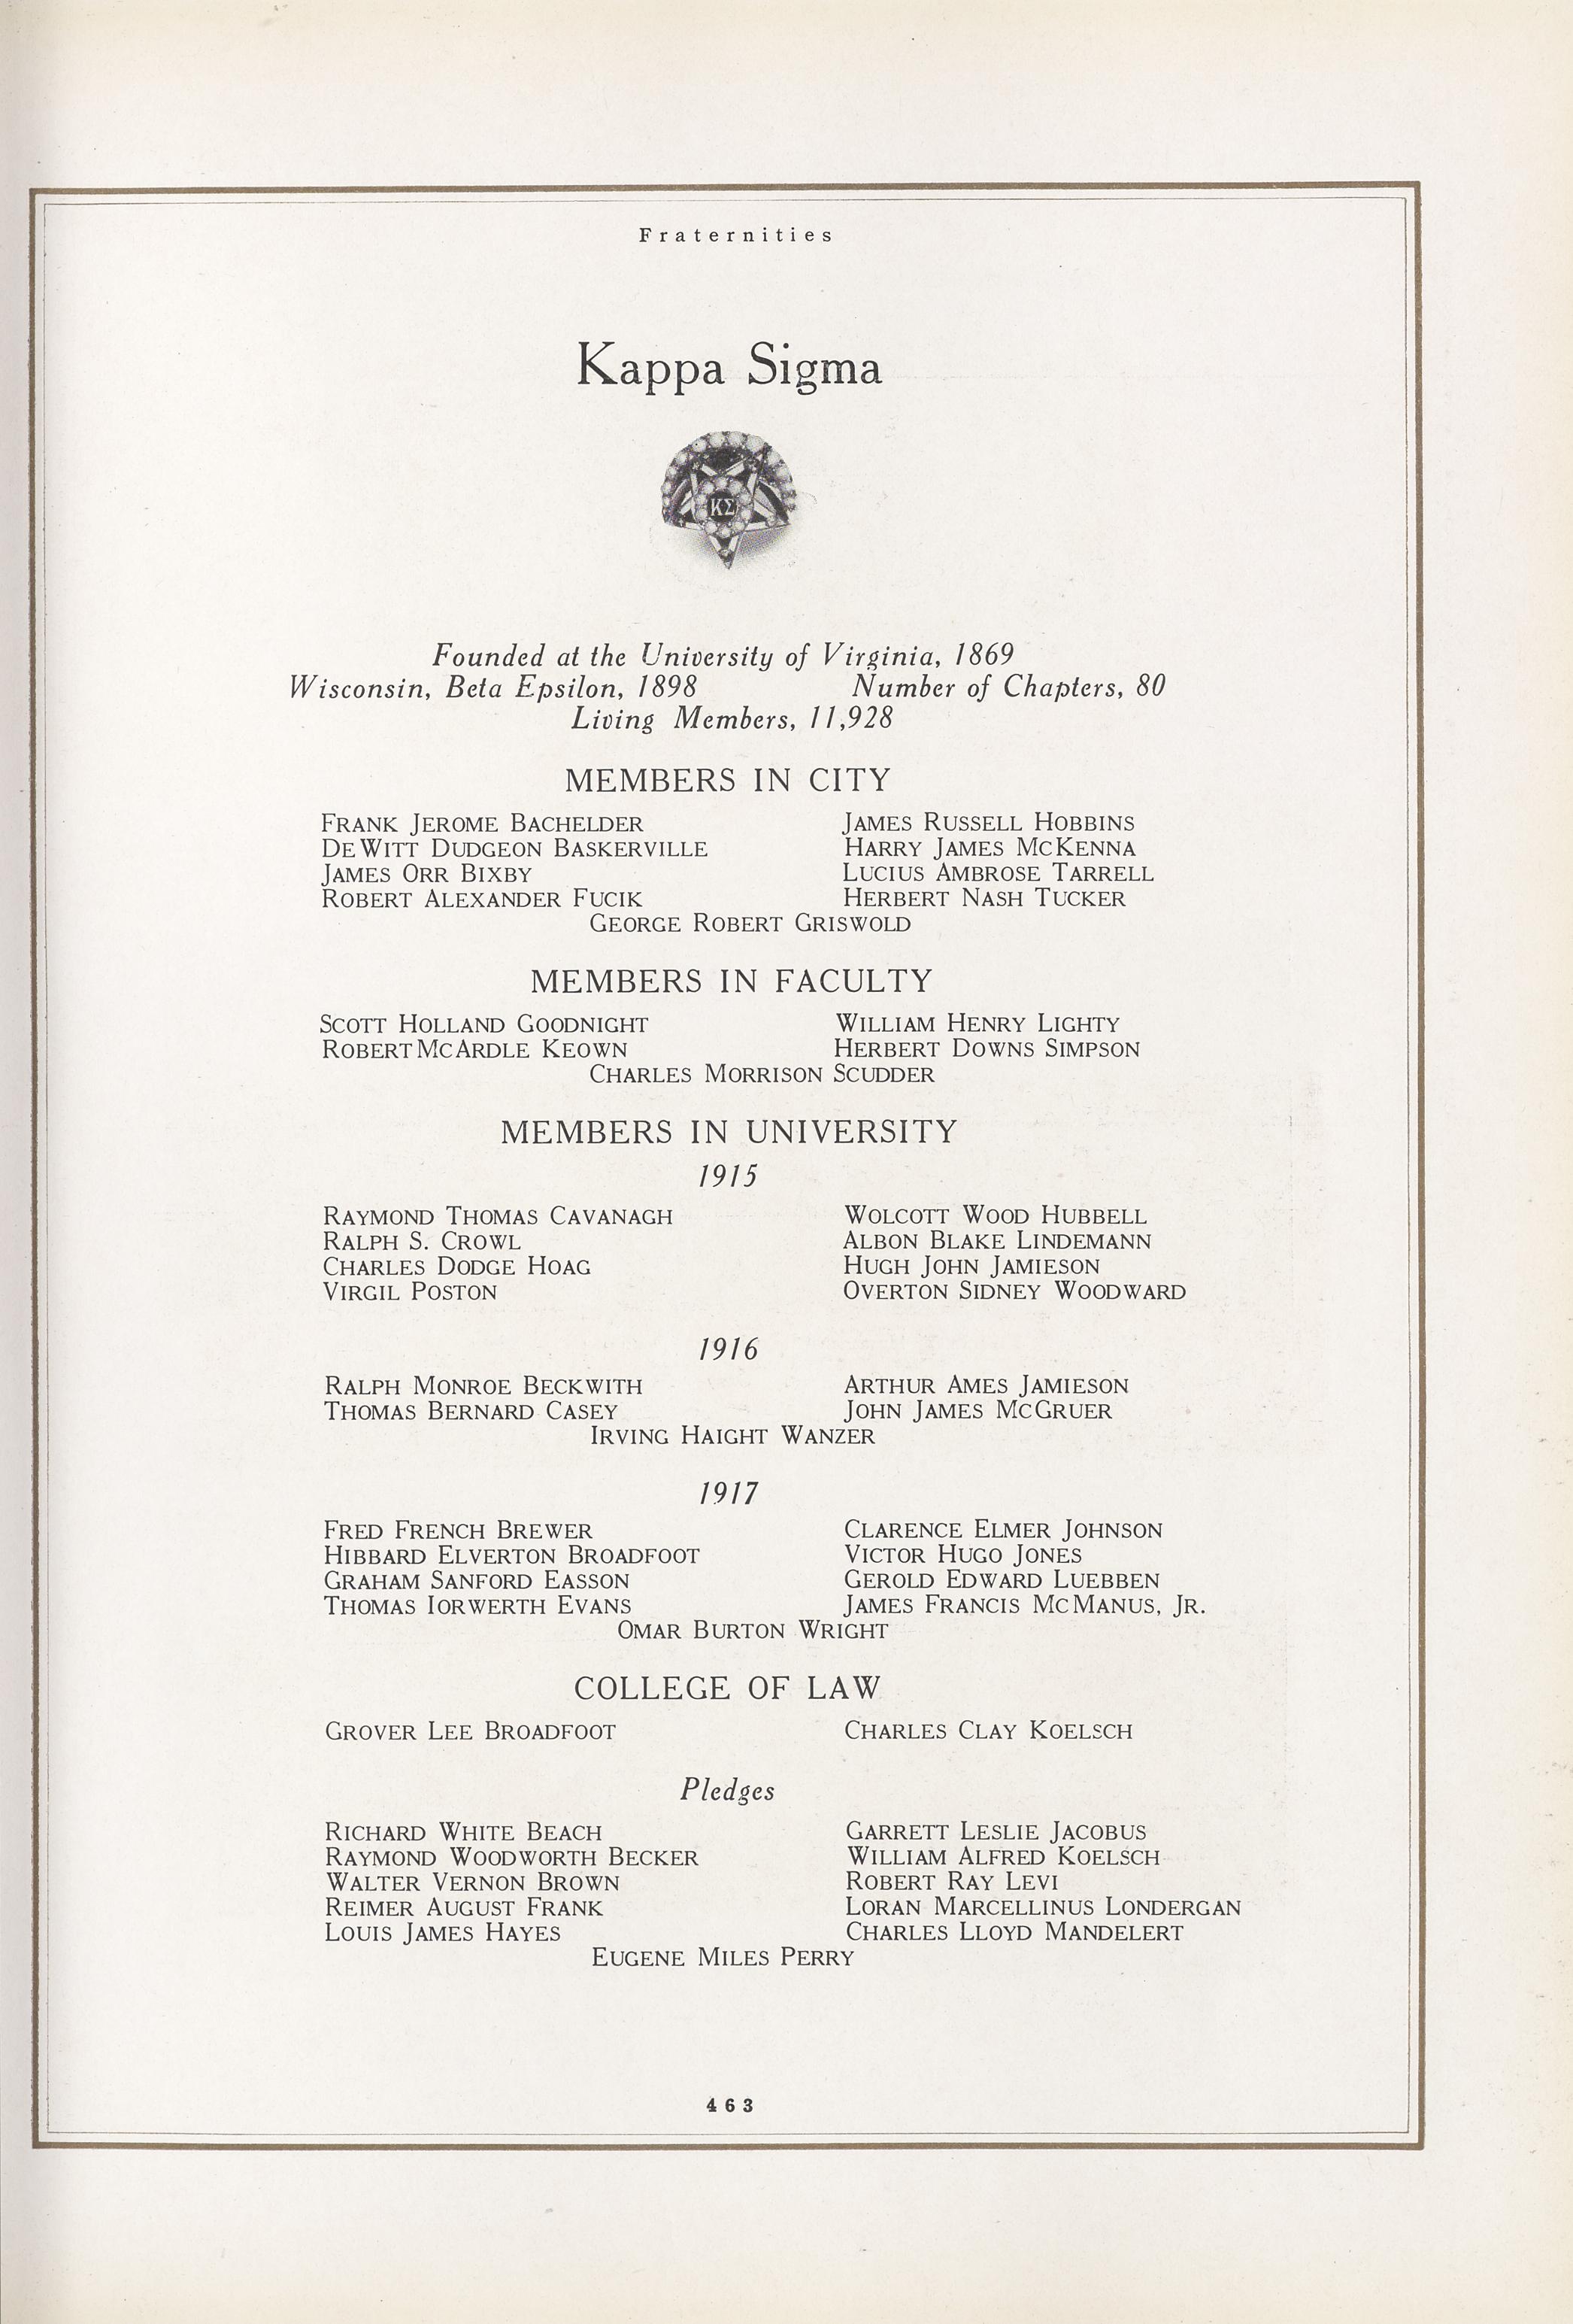 Fraternities
Kappa Sigma
ΚΣ
Founded at the University of Virginia, 1869
Wisconsin, Beta Epsilon, 1898 Number of Chapters, 80
Living Members, 11,928
MEMBERS IN CITY
FRANK JEROME BACHELDER JAMES RUSSELL HOBBINS
DEWITT DUDGEON BASKERVILLE HARRY JAMES MCKENNA
JAMES ORR BIXBY LUCIUS AMBROSE TARRELL
ROBERT ALEXANDER FUCIK HERBERT NASH TUCKER
GEORGE ROBERT GRISWOLD
MEMBERS IN FACULTY
SCOTT HOLLAND GOODNIGHT WILLIAM HENRY LIGHTY
ROBERT MCARDLE KEOWN HERBERT DOWNS SIMPSON
CHARLES MORRISON SCUDDER
MEMBERS IN UNIVERSITY
1915
RAYMOND THOMAS CAVANAGH WOLCOTT WOOD HUBBELL
RALPH S. CROWL ALBON BLAKE LINDEMANN
CHARLES DODGE HOAG HUGH JOHN JAMIESON
VIRGIL POSTON OVERTON SIDNEY WOODWARD
1916
RALPH MONROE BECKWITH ARTHUR AMES JAMIESON
THOMAS BERNARD CASEY JOHN JAMES MCGRUER
IRVING HAIGHT WANZER
1917
FRED FRENCH BREWER CLARENCE ELMER JOHNSON
HIBBARD ELVERTON BROADFOOT VICTOR HUGO JONES
GRAHAM SANFORD EASSON GEROLD EDWARD LUEBBEN
THOMAS IORWERTH EVANS JAMES FRANCIS MCMANUS, JR.
OMAR BURTON WRIGHT
COLLEGE OF LAW
GROVER LEE BROADFOOT CHARLES CLAY KOELSCH
Pledges
RICHARD WHITE BEACH GARRETT LESLIE JACOBUS
RAYMOND WOODWORTH BECKER WILLIAM ALFRED KOELSCH
WALTER VERNON BROWN ROBERT RAY LEVI
REIMER AUGUST FRANK LORAN MARCELLINUS LONDERGAN
LOUIS JAMES HAYES CHARLES LLOYD MANDELERT
EUGENE MILES PERRY
463